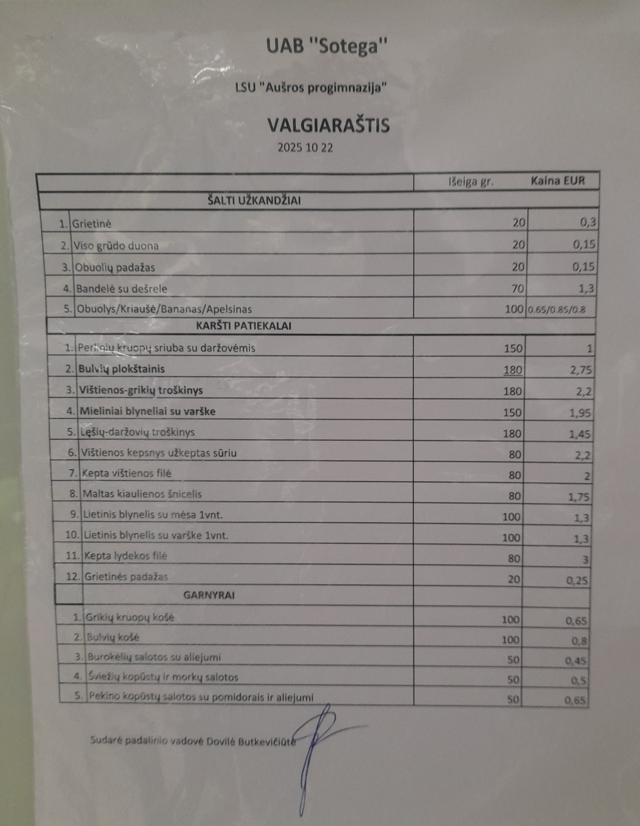 UAB "Sotega"
LSU "Aušros progimnazija"
VALGIARAŠTIS
2025 10 22
Išeiga gr. Kaina EUR
ŠALTI UŽKANDŽIAI
1. Grietinė 20 0,3
2. Viso grūdo duona 20 0,15
3. Obuolių padažas 20 0,15
4. Bandelė su dešrele 70 1,3
5. Obuolys/Kriaušė/Bananas/Apelsinas 100 0.65/0.85/0.8
KARŠTI PATIEKALAI
1. Perlinių kruopų sriuba su daržovėmis 150 1
2. Bulvių plokštainis 180 2,75
3. Vištienos-grikių troškinys 180 2,2
4. Mieliniai blyneliai su varške 150 1,95
5. Lęšių-daržovių troškinys 180 1,45
6. Vištienos kepsnys užkeptas sūriu 80 2,2
7. Kepta vištienos filė 80 2
8. Maltas kiaulienos šnicelis 80 1,75
9. Lietinis blynelis su mėsa 1vnt. 100 1,3
10. Lietinis blynelis su varške 1vnt. 100 1,3
11. Kepta lydekos filė 80 3
12. Grietinės padažas 20 0,25
GARNYRAI
1. Grikių kruopų košė 100 0,65
2. Bulvių košė 100 0,8
3. Burokėlių salotos su aliejumi 50 0,45
4. Šviežių kopūstų ir morkų salotos 50 0,5
5. Pekino kopūstų salotos su pomidorais ir aliejumi 50 0,65
Sudarė padalinio vadovė Dovilė Butkevičiūtė